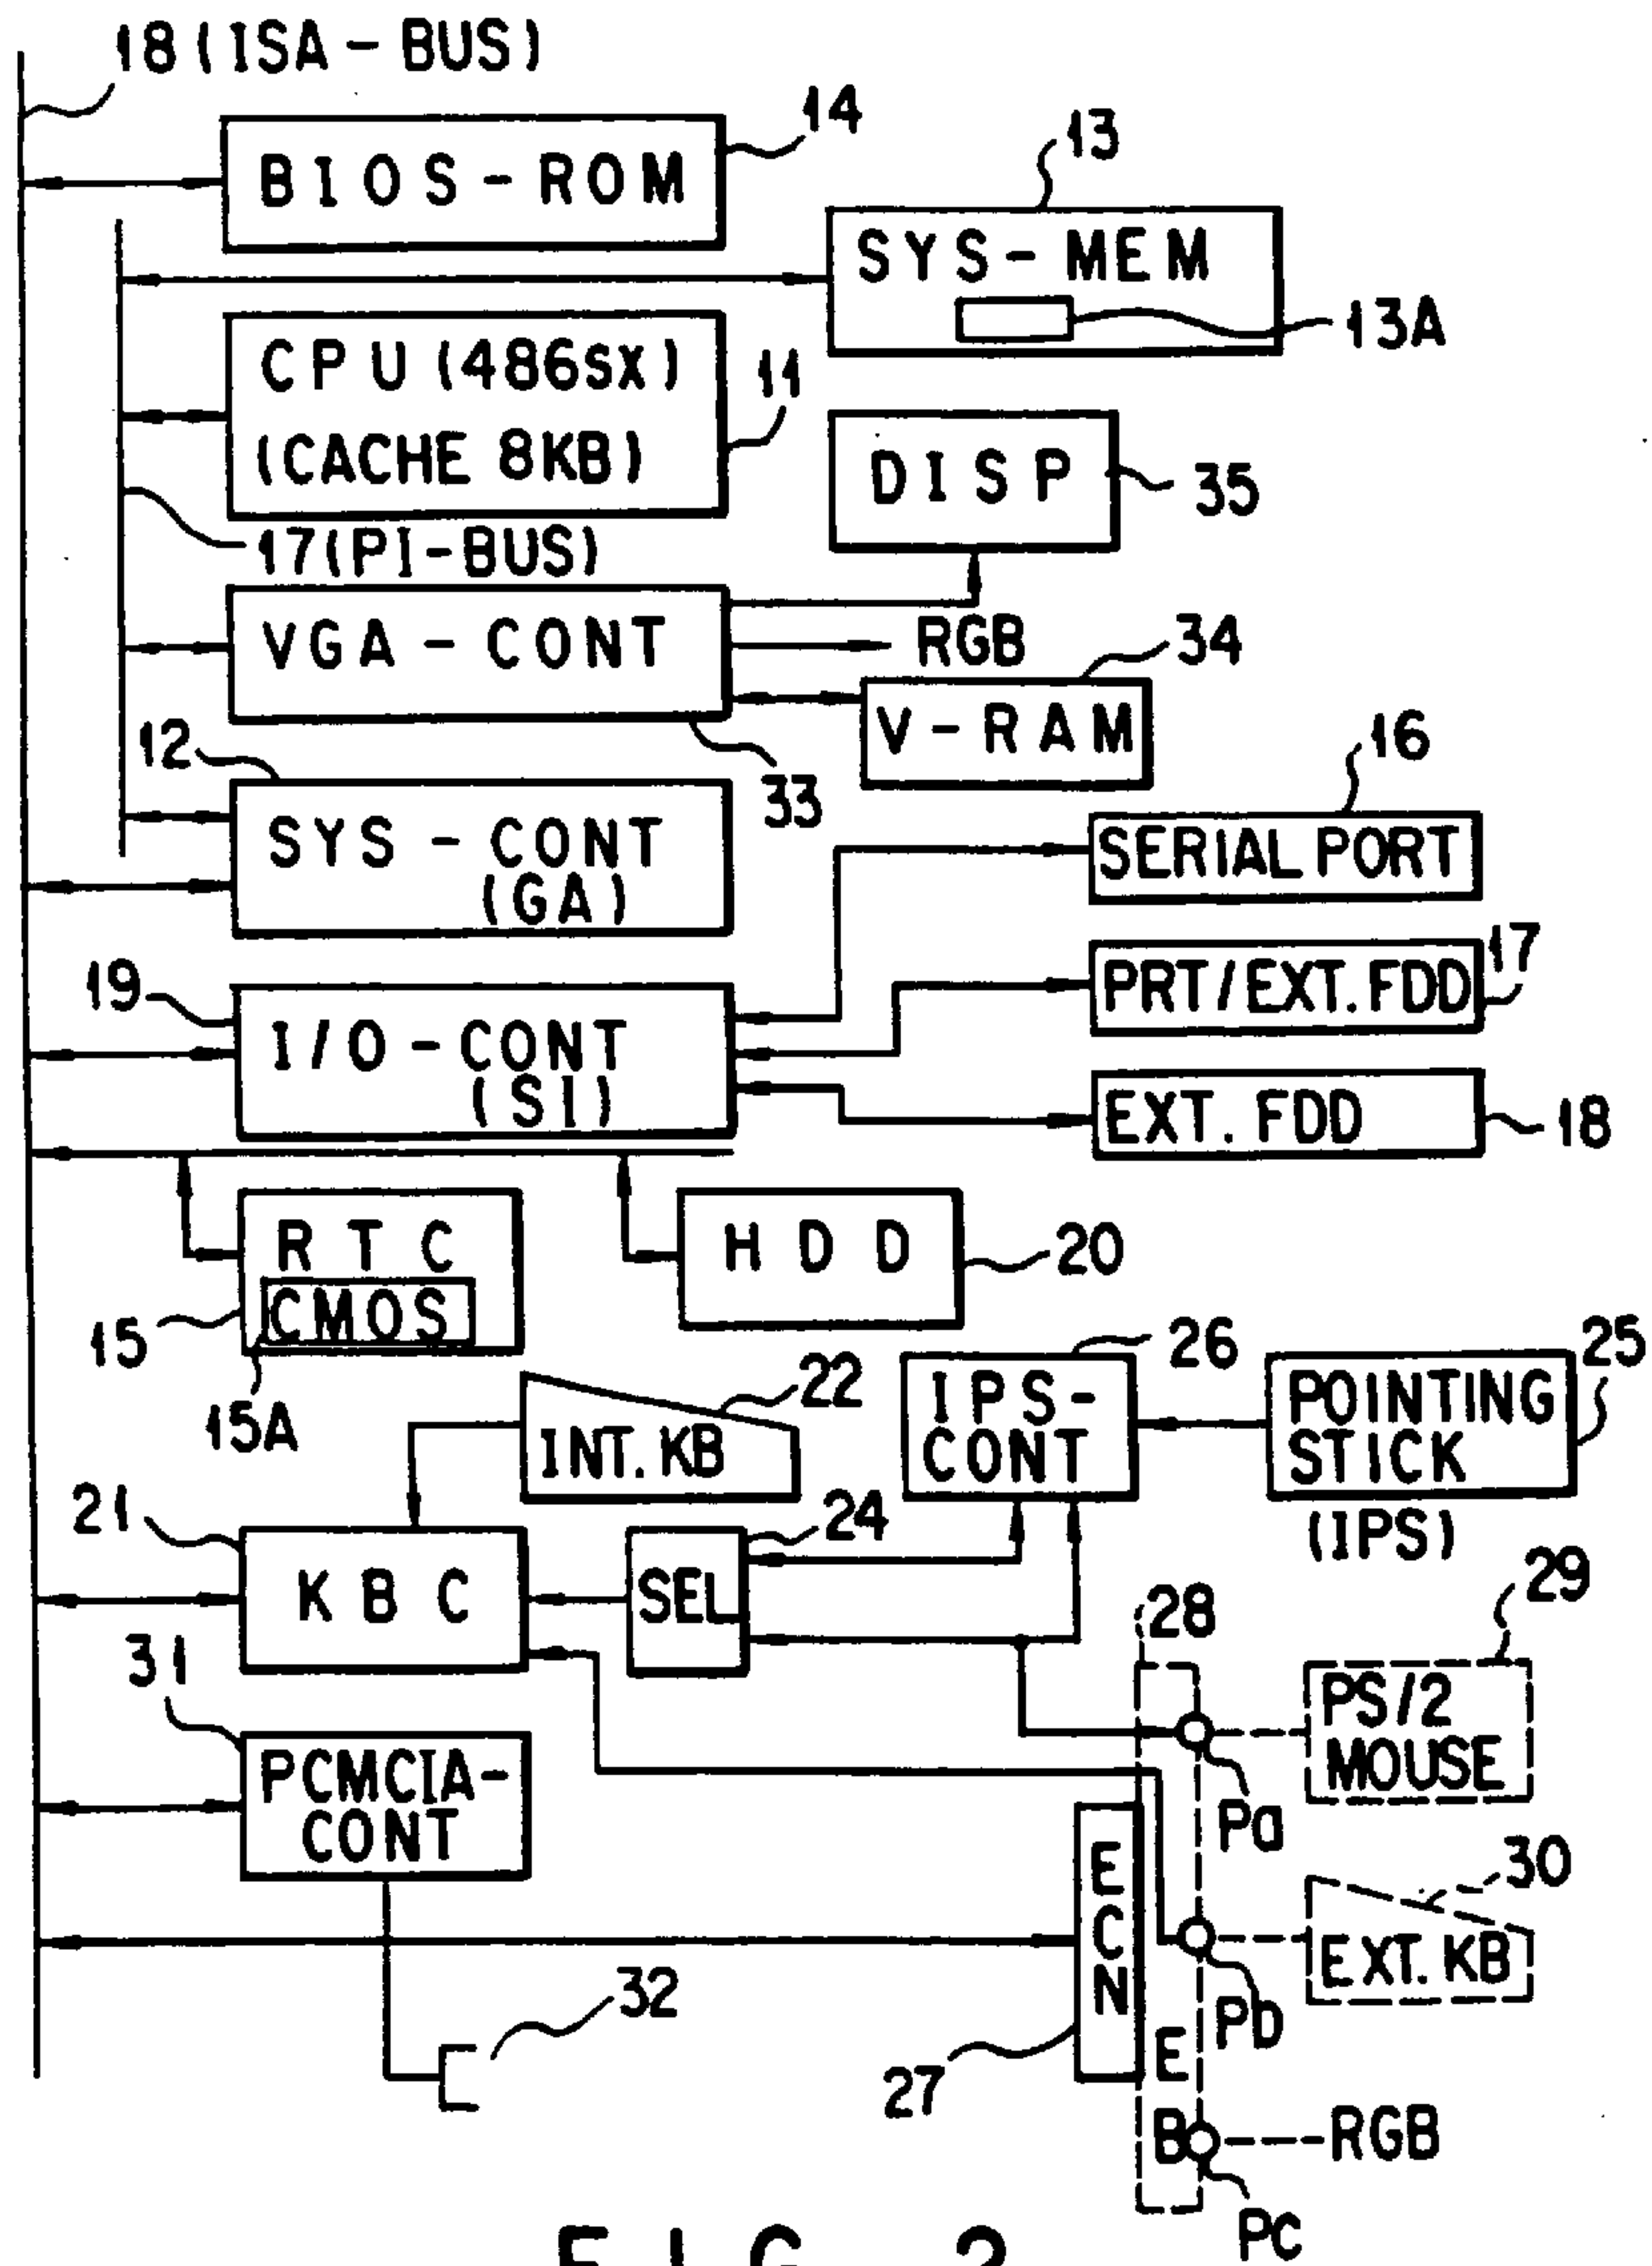 18 (ISA-BUS)
BIOS-ROM
14
13
SYS-MEM
13A
CPU (486SX)
(CACHE 8KB)
11
DISP
35
17(PI-BUS)
VGA-CONT
RGB
34
V-RAM
33
12
SYS-CONT
(GA)
16
SERIAL PORT
17
PRT/EXT.FDD
19
I/O-CONT
(SI)
EXT. FDD
18
RTC
CMOS
15
15A
HDD
20
22
INT.KB
26
IPS-
CONT
25
POINTING
STICK
(IPS)
21
KBC
24
SEL
28
29
PS/2
MOUSE
Pa
31
PCMCIA-
CONT
ECN
30
EXT.KB
Pb
32
27
EB
RGB
PC
FIG. 2